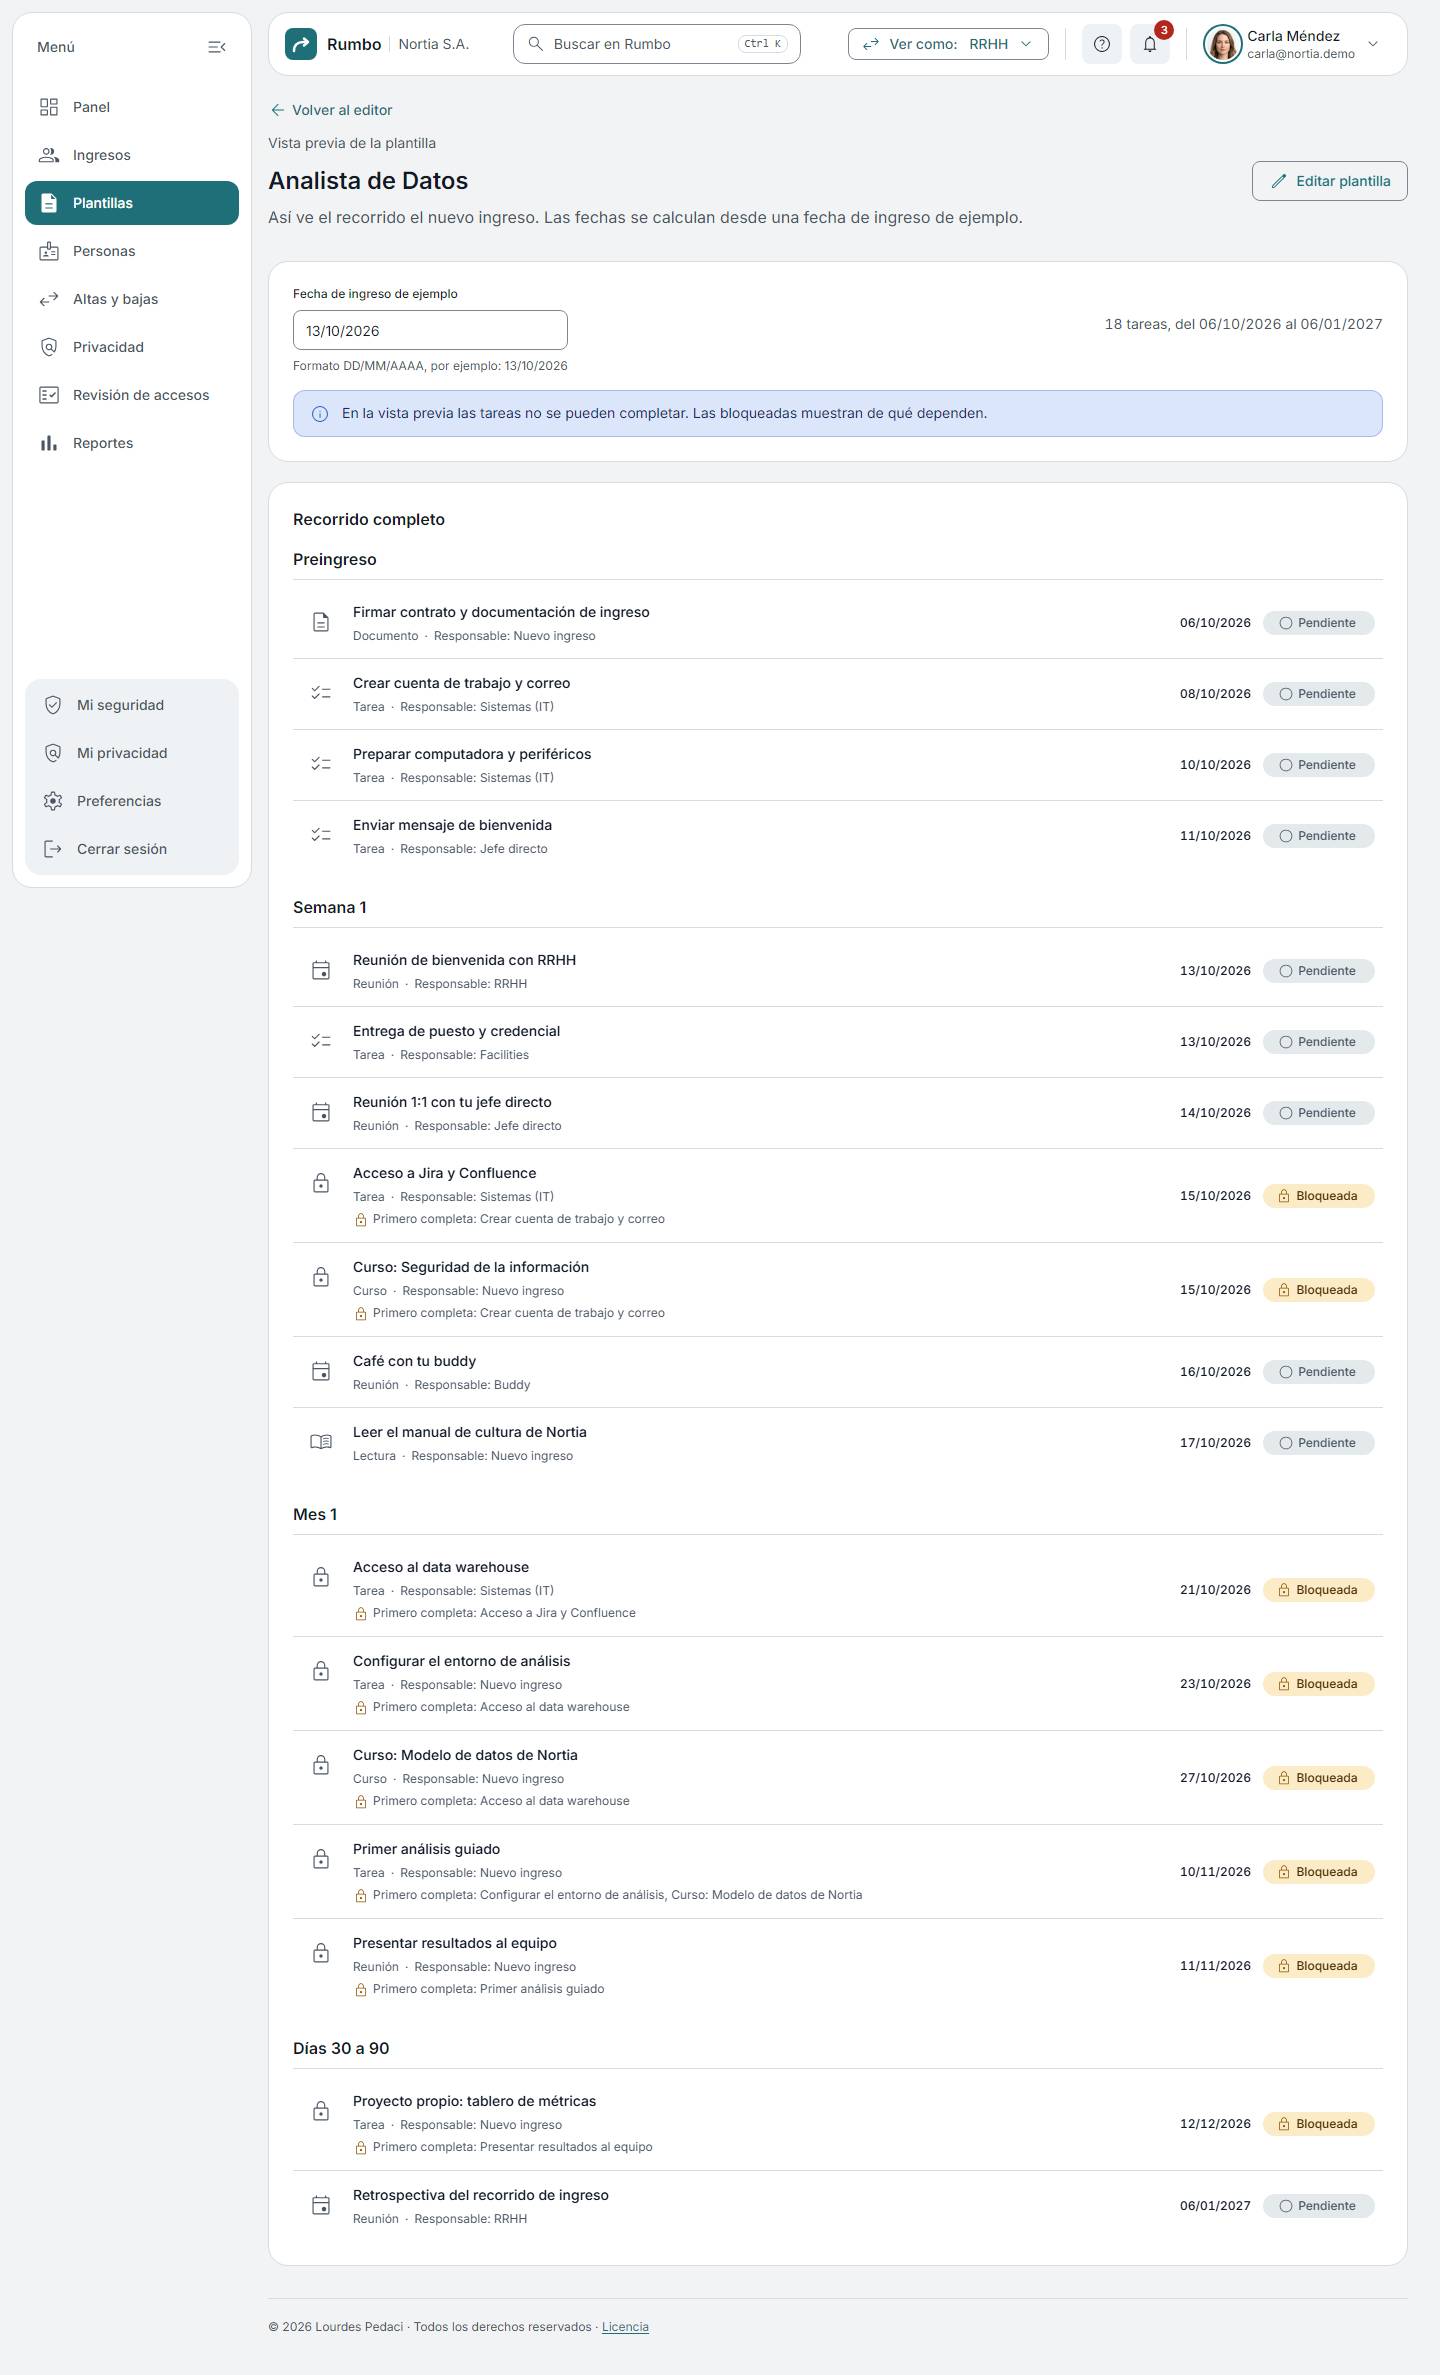 Menú
Panel
Ingresos
Plantillas
Personas
Altas y bajas
Privacidad
Revisión de accesos
Reportes
Mi seguridad
Mi privacidad
Preferencias
Cerrar sesión
Rumbo Nortia S.A.
Buscar en Rumbo Ctrl K
Ver como: RRHH
3
Carla Méndez
carla@nortia.demo
Volver al editor
Vista previa de la plantilla
Analista de Datos
Editar plantilla
Así ve el recorrido el nuevo ingreso. Las fechas se calculan desde una fecha de ingreso de ejemplo.
Fecha de ingreso de ejemplo
13/10/2026
Formato DD/MM/AAAA, por ejemplo: 13/10/2026
18 tareas, del 06/10/2026 al 06/01/2027
En la vista previa las tareas no se pueden completar. Las bloqueadas muestran de qué dependen.
Recorrido completo
Preingreso
Firmar contrato y documentación de ingreso
Documento · Responsable: Nuevo ingreso
06/10/2026 Pendiente
Crear cuenta de trabajo y correo
Tarea · Responsable: Sistemas (IT)
08/10/2026 Pendiente
Preparar computadora y periféricos
Tarea · Responsable: Sistemas (IT)
10/10/2026 Pendiente
Enviar mensaje de bienvenida
Tarea · Responsable: Jefe directo
11/10/2026 Pendiente
Semana 1
Reunión de bienvenida con RRHH
Reunión · Responsable: RRHH
13/10/2026 Pendiente
Entrega de puesto y credencial
Tarea · Responsable: Facilities
13/10/2026 Pendiente
Reunión 1:1 con tu jefe directo
Reunión · Responsable: Jefe directo
14/10/2026 Pendiente
Acceso a Jira y Confluence
Tarea · Responsable: Sistemas (IT)
Primero completa: Crear cuenta de trabajo y correo
15/10/2026 Bloqueada
Curso: Seguridad de la información
Curso · Responsable: Nuevo ingreso
Primero completa: Crear cuenta de trabajo y correo
15/10/2026 Bloqueada
Café con tu buddy
Reunión · Responsable: Buddy
16/10/2026 Pendiente
Leer el manual de cultura de Nortia
Lectura · Responsable: Nuevo ingreso
17/10/2026 Pendiente
Mes 1
Acceso al data warehouse
Tarea · Responsable: Sistemas (IT)
Primero completa: Acceso a Jira y Confluence
21/10/2026 Bloqueada
Configurar el entorno de análisis
Tarea · Responsable: Nuevo ingreso
Primero completa: Acceso al data warehouse
23/10/2026 Bloqueada
Curso: Modelo de datos de Nortia
Curso · Responsable: Nuevo ingreso
Primero completa: Acceso al data warehouse
27/10/2026 Bloqueada
Primer análisis guiado
Tarea · Responsable: Nuevo ingreso
Primero completa: Configurar el entorno de análisis, Curso: Modelo de datos de Nortia
10/11/2026 Bloqueada
Presentar resultados al equipo
Reunión · Responsable: Nuevo ingreso
Primero completa: Primer análisis guiado
11/11/2026 Bloqueada
Días 30 a 90
Proyecto propio: tablero de métricas
Tarea · Responsable: Nuevo ingreso
Primero completa: Presentar resultados al equipo
12/12/2026 Bloqueada
Retrospectiva del recorrido de ingreso
Reunión · Responsable: RRHH
06/01/2027 Pendiente
© 2026 Lourdes Pedaci · Todos los derechos reservados · Licencia